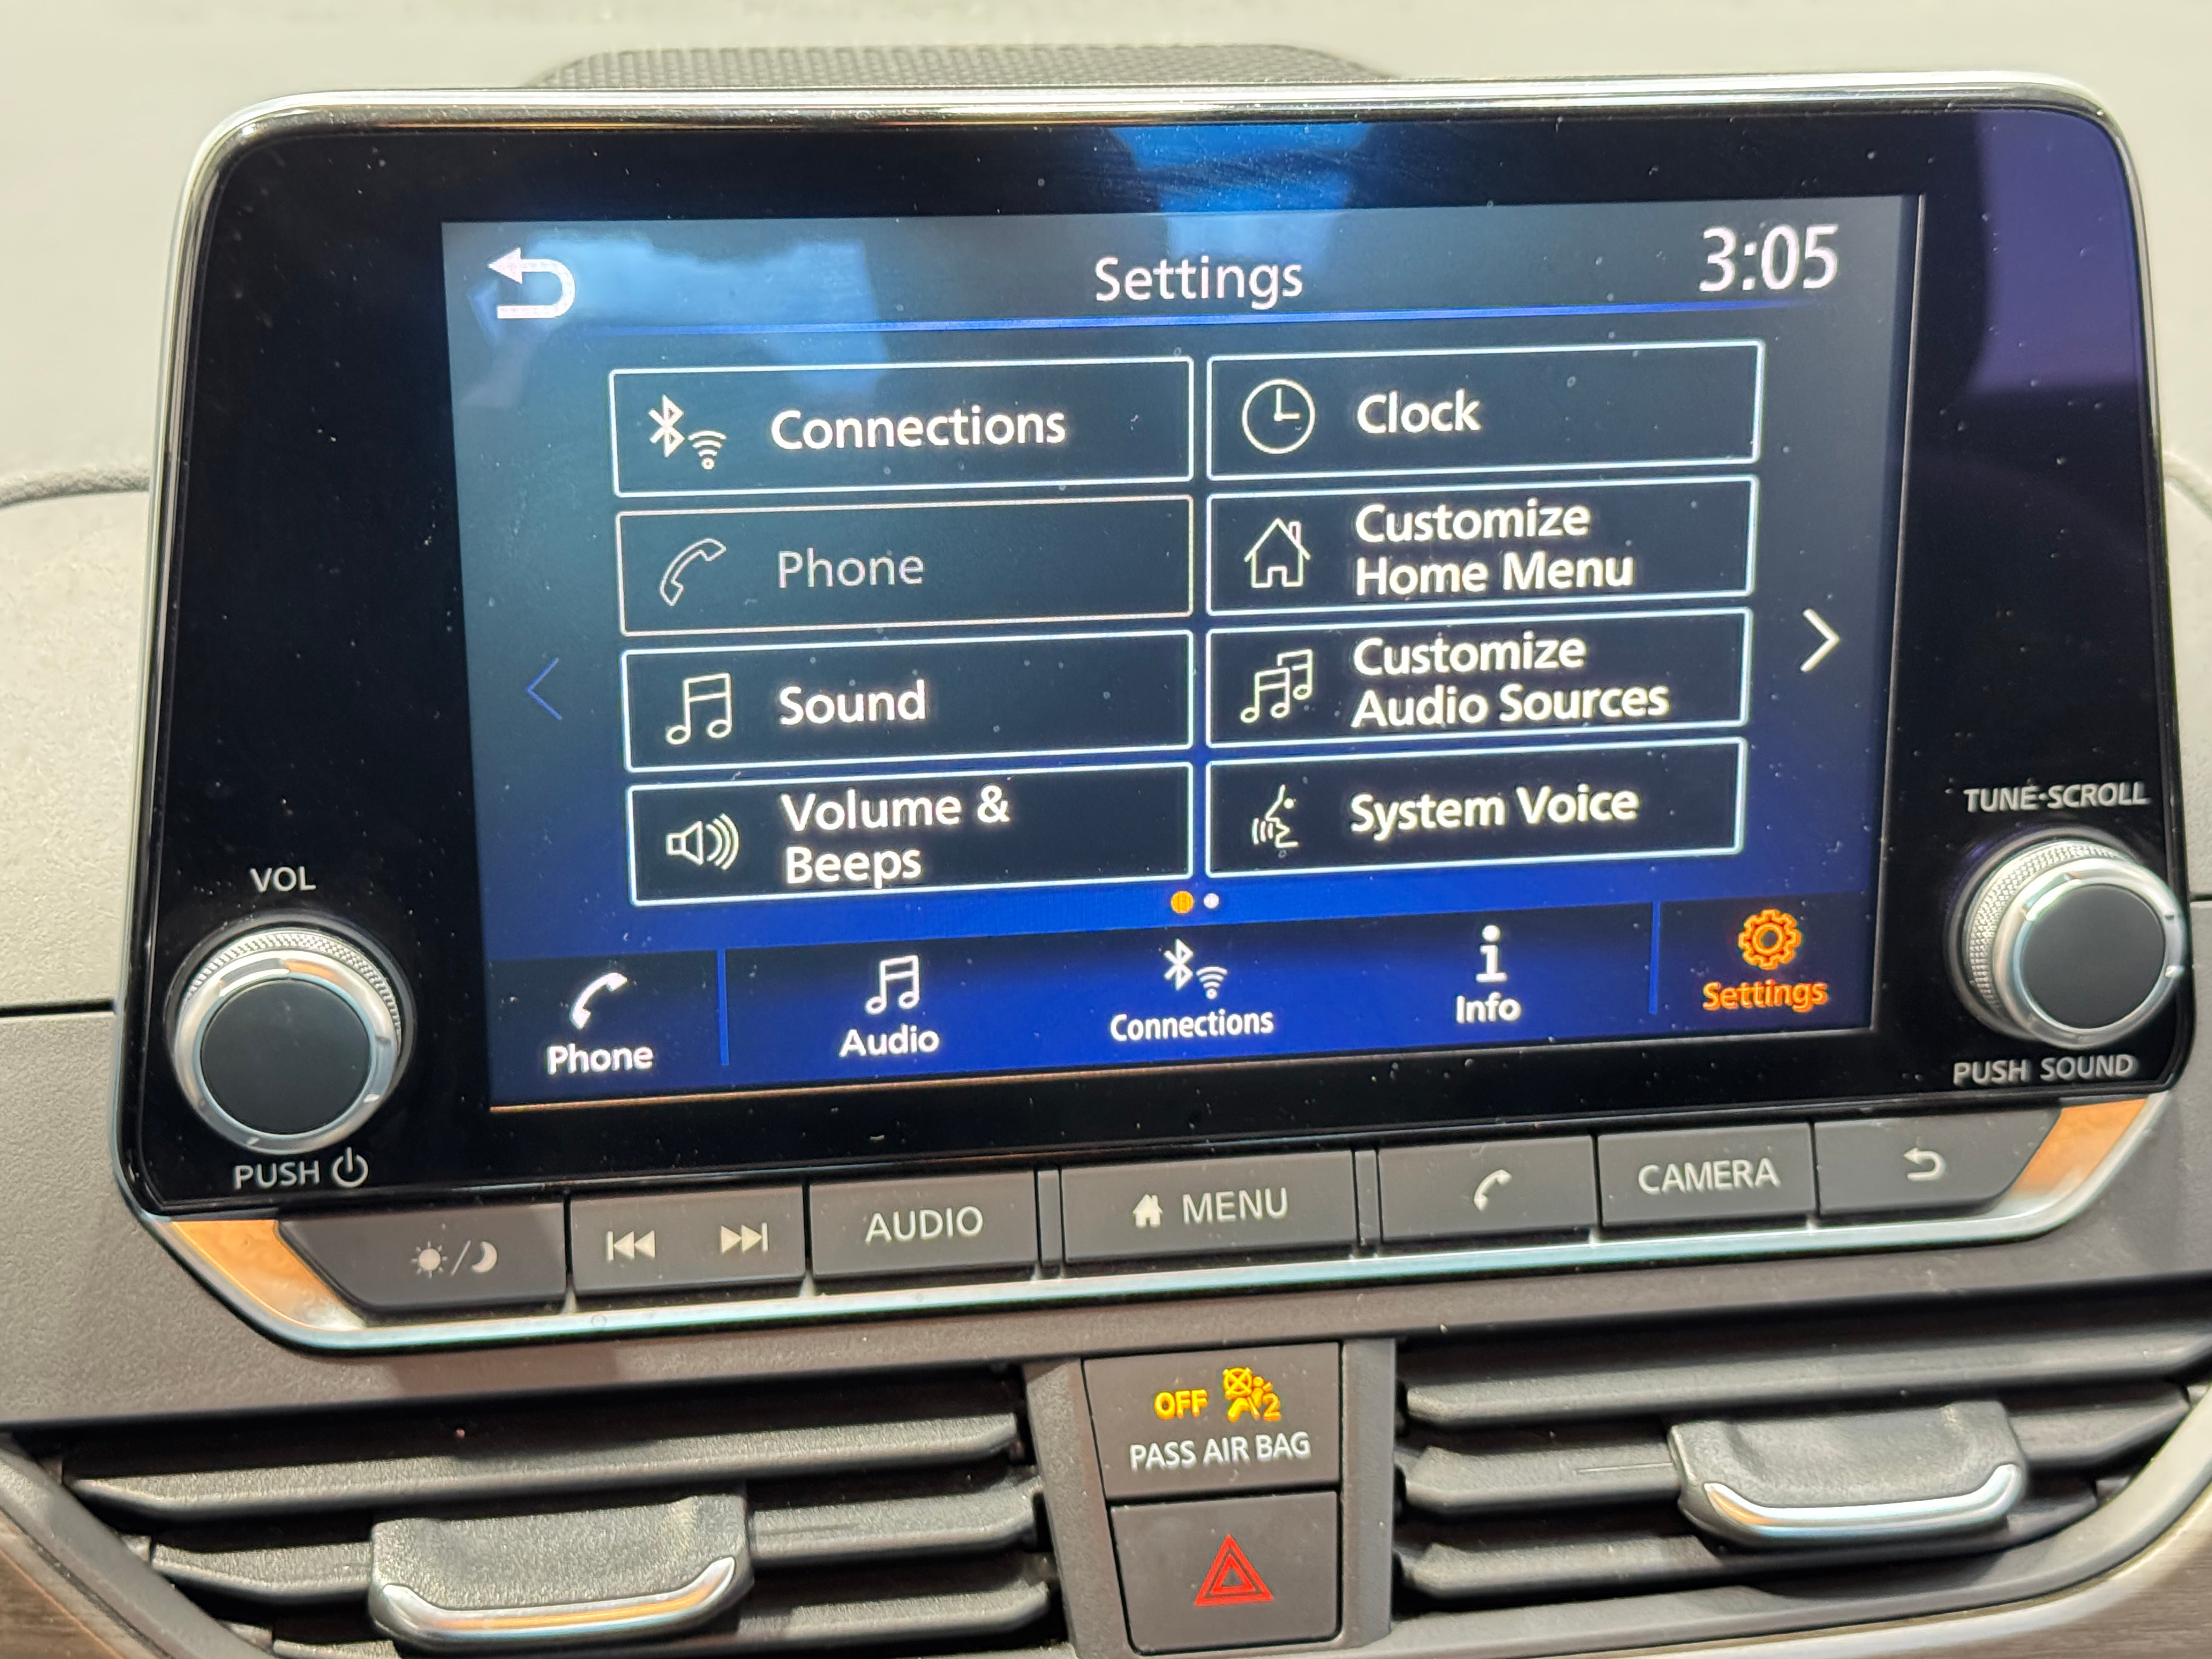 Settings
3:05
Connections
Clock
Phone
Customize
Home Menu
Sound
Customize
Audio Sources
Volume &
Beeps
System Voice
Phone
Audio
Connections
Info
Settings
VOL
PUSH
TUNE·SCROLL
PUSH SOUND
AUDIO
MENU
CAMERA
OFF 2
PASS AIR BAG